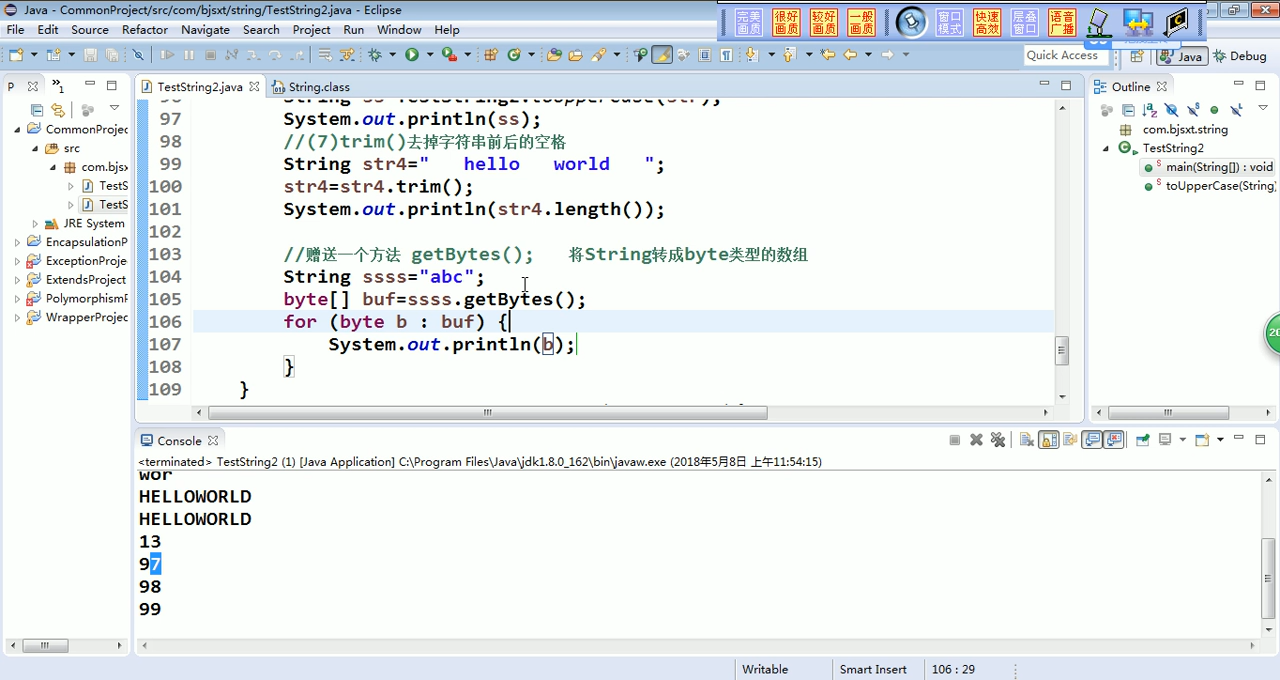 Java - CommonProject/src/com/bjsxt/string/TestString2.java - Eclipse
完美画质 很好画质 较好画质 一般画质 窗口模式 快速高效 层叠窗口 语音广播
File Edit Source Refactor Navigate Search Project Run Window Help
Quick Access Java Debug
P »1 TestString2.java String.class Outline
CommonProjec
src
com.bjsx
TestS
TestS
JRE System
EncapsulationP
ExceptionProje
ExtendsProject
PolymorphismP
WrapperProjec
97 System.out.println(ss);
98 //(7)trim()去掉字符串前后的空格
99 String str4="   hello   world   ";
100 str4=str4.trim();
101 System.out.println(str4.length());
102
103 //赠送一个方法 getBytes();   将String转成byte类型的数组
104 String ssss="abc";
105 byte[] buf=ssss.getBytes();
106 for (byte b : buf) {
107 System.out.println(b);
108 }
109 }
com.bjsxt.string
TestString2
main(String[]) : void
toUpperCase(String
Console
<terminated> TestString2 (1) [Java Application] C:\Program Files\Java\jdk1.8.0_162\bin\javaw.exe (2018年5月8日 上午11:54:15)
wor
HELLOWORLD
HELLOWORLD
13
97
98
99
Writable Smart Insert 106 : 29